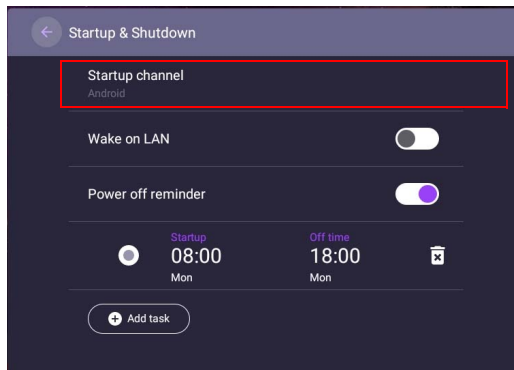 Startup & Shutdown
Startup channel
Android
Wake on LAN
Power off reminder
Startup Off time
08:00 18:00
Mon Mon
Add task